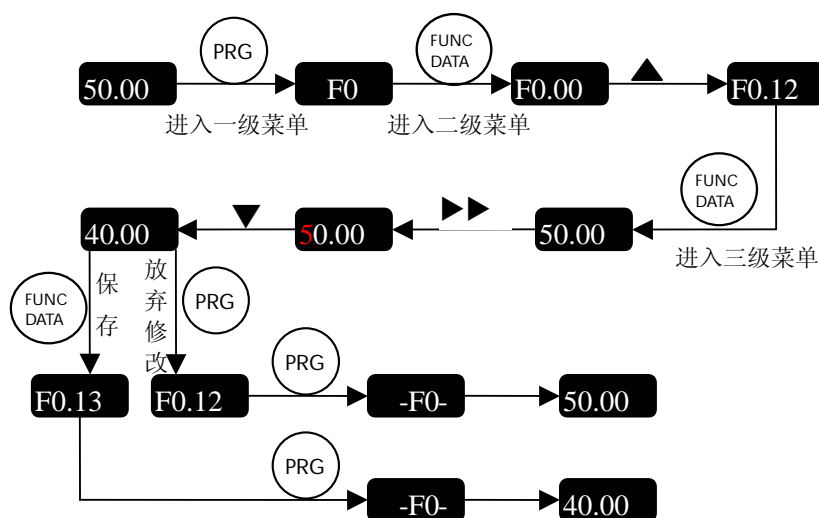 PRG
FUNC
DATA
50.00
F0
F0.00
F0.12
进入一级菜单
进入二级菜单
FUNC
DATA
40.00
50.00
50.00
进入三级菜单
FUNC
DATA
保存
放弃修改
PRG
PRG
F0.13
F0.12
-F0-
50.00
PRG
-F0-
40.00